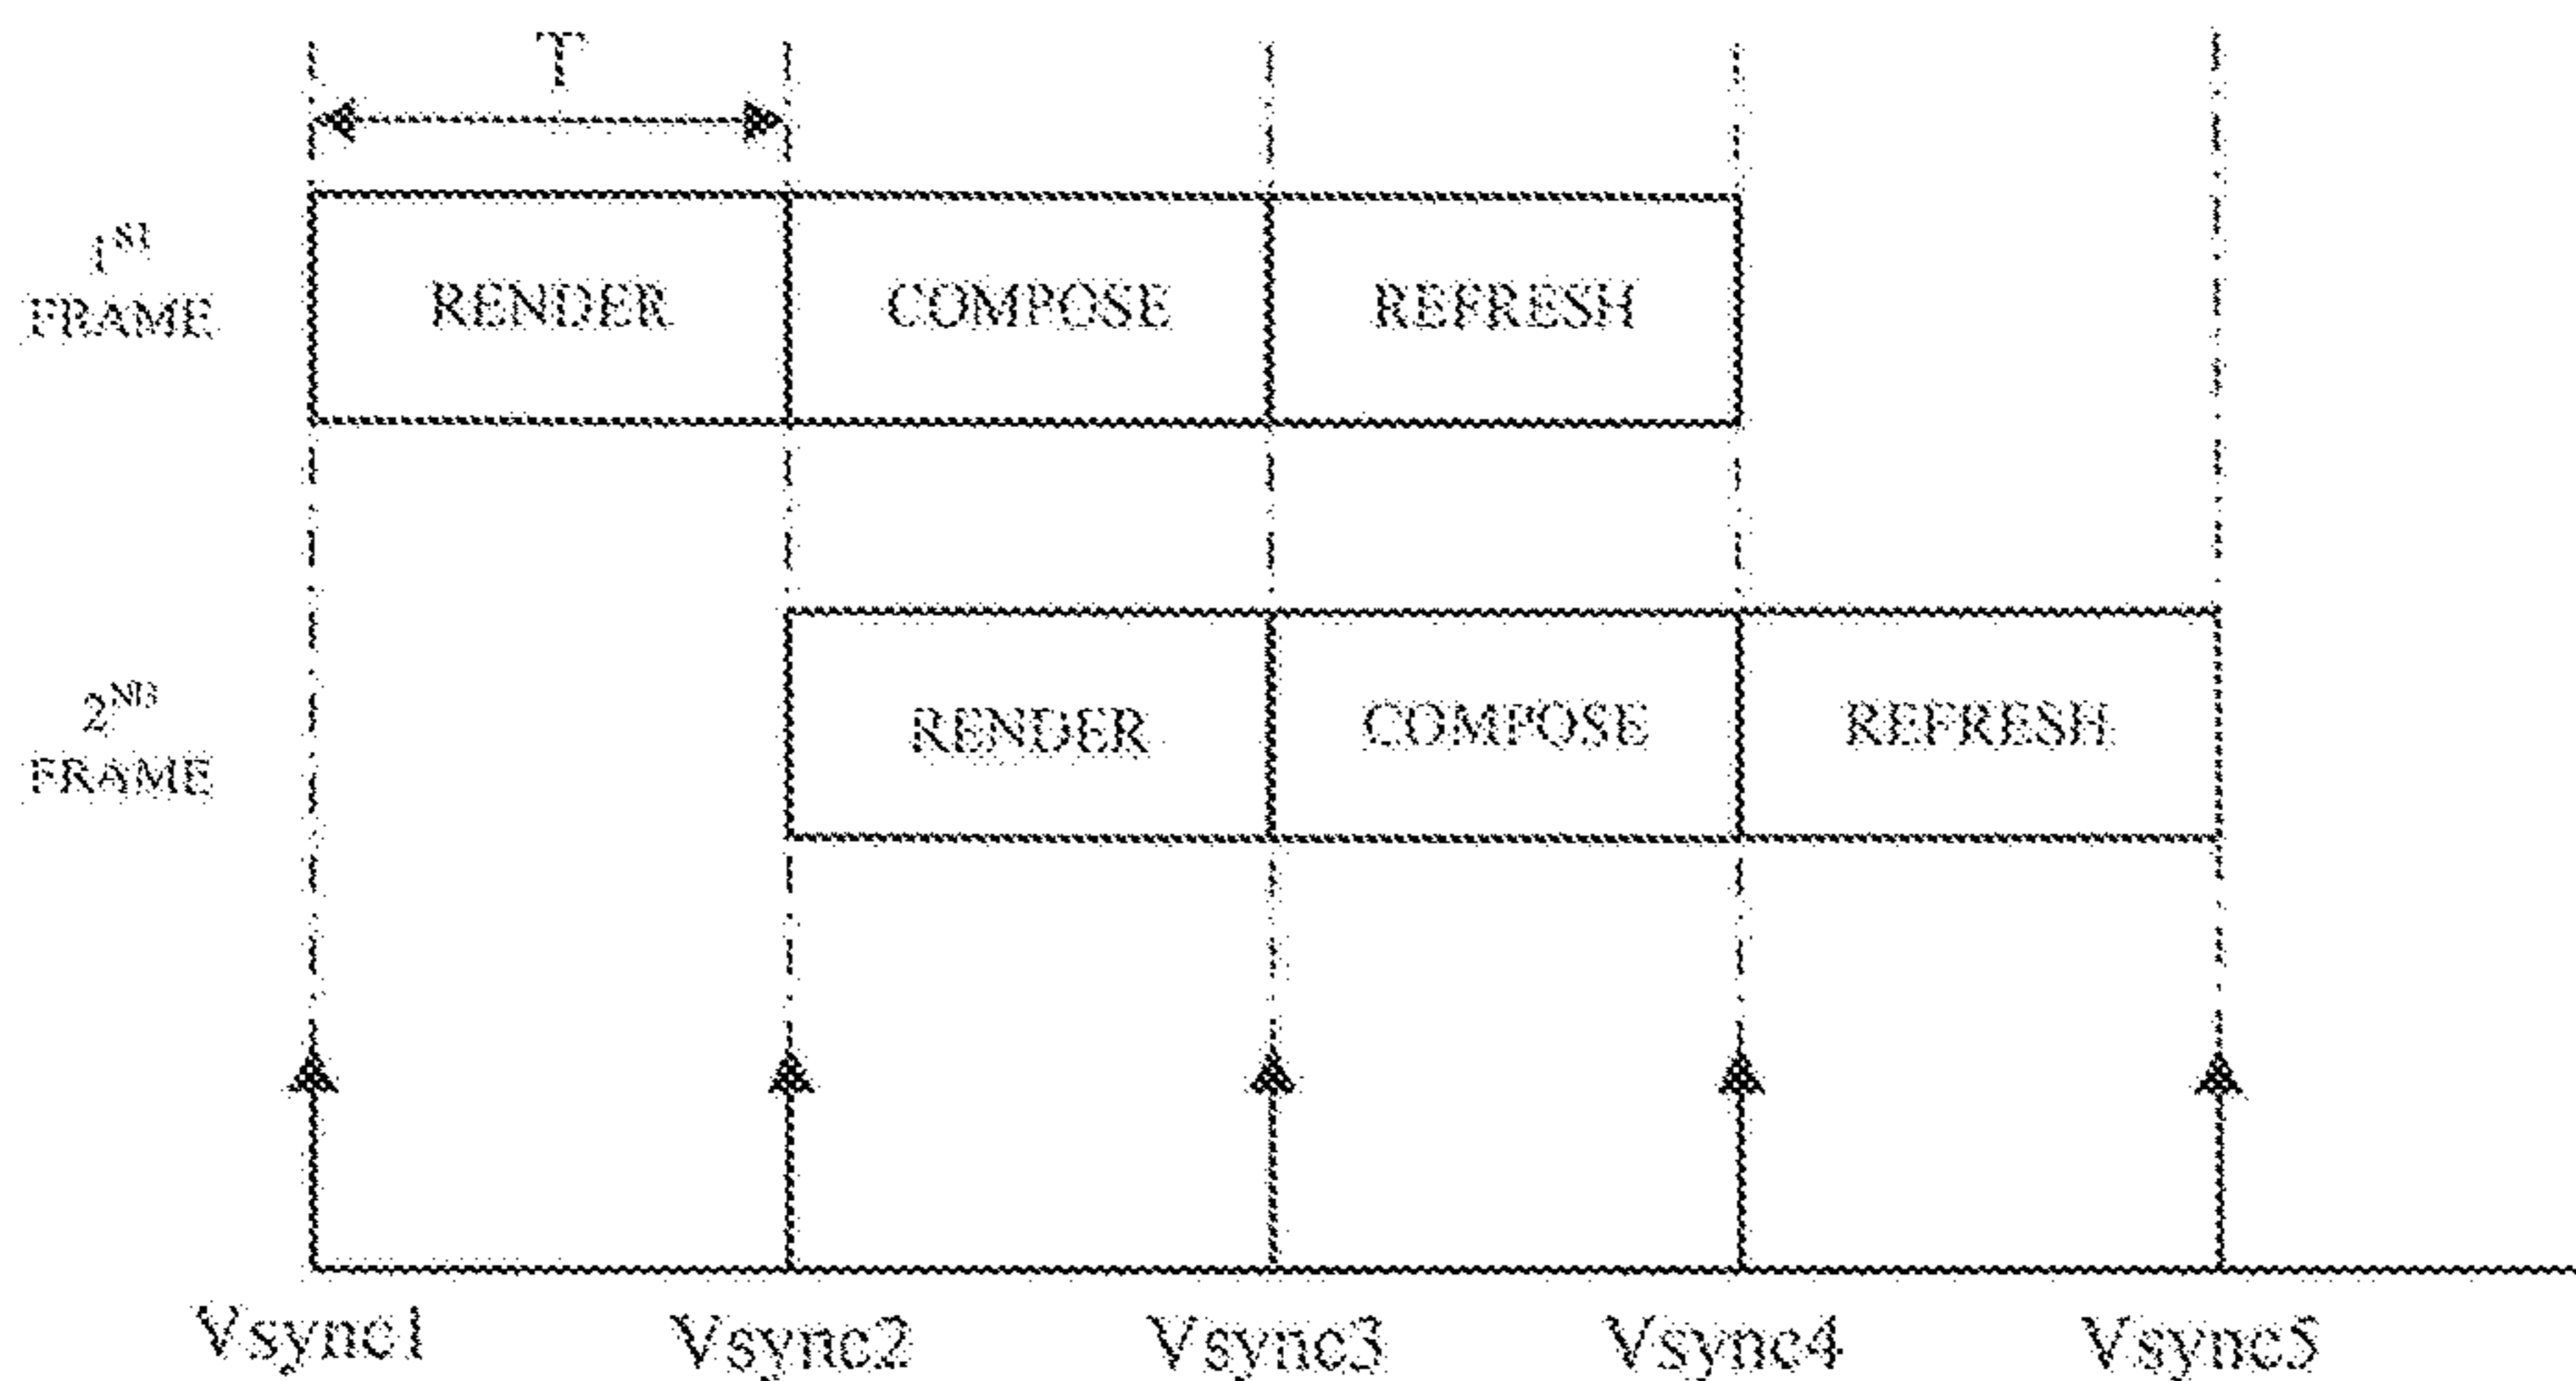 T
1ST
FRAME
RENDER
COMPOSE
REFRESH
2ND
FRAME
RENDER
COMPOSE
REFRESH
Vsync1
Vsync2
Vsync3
Vsync4
Vsync5